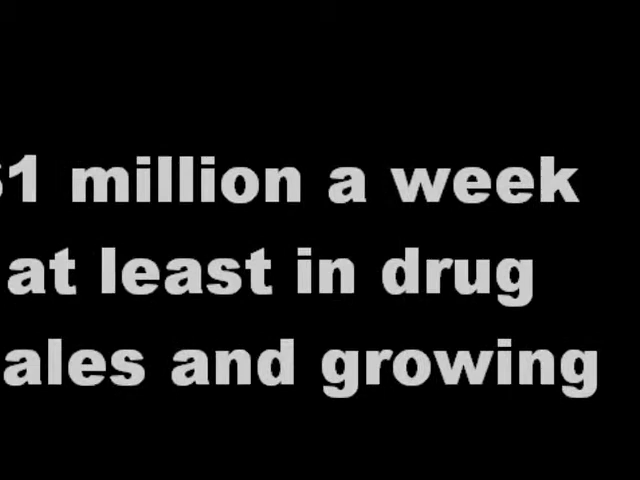 $1 million a week
at least in drug
ales and growing